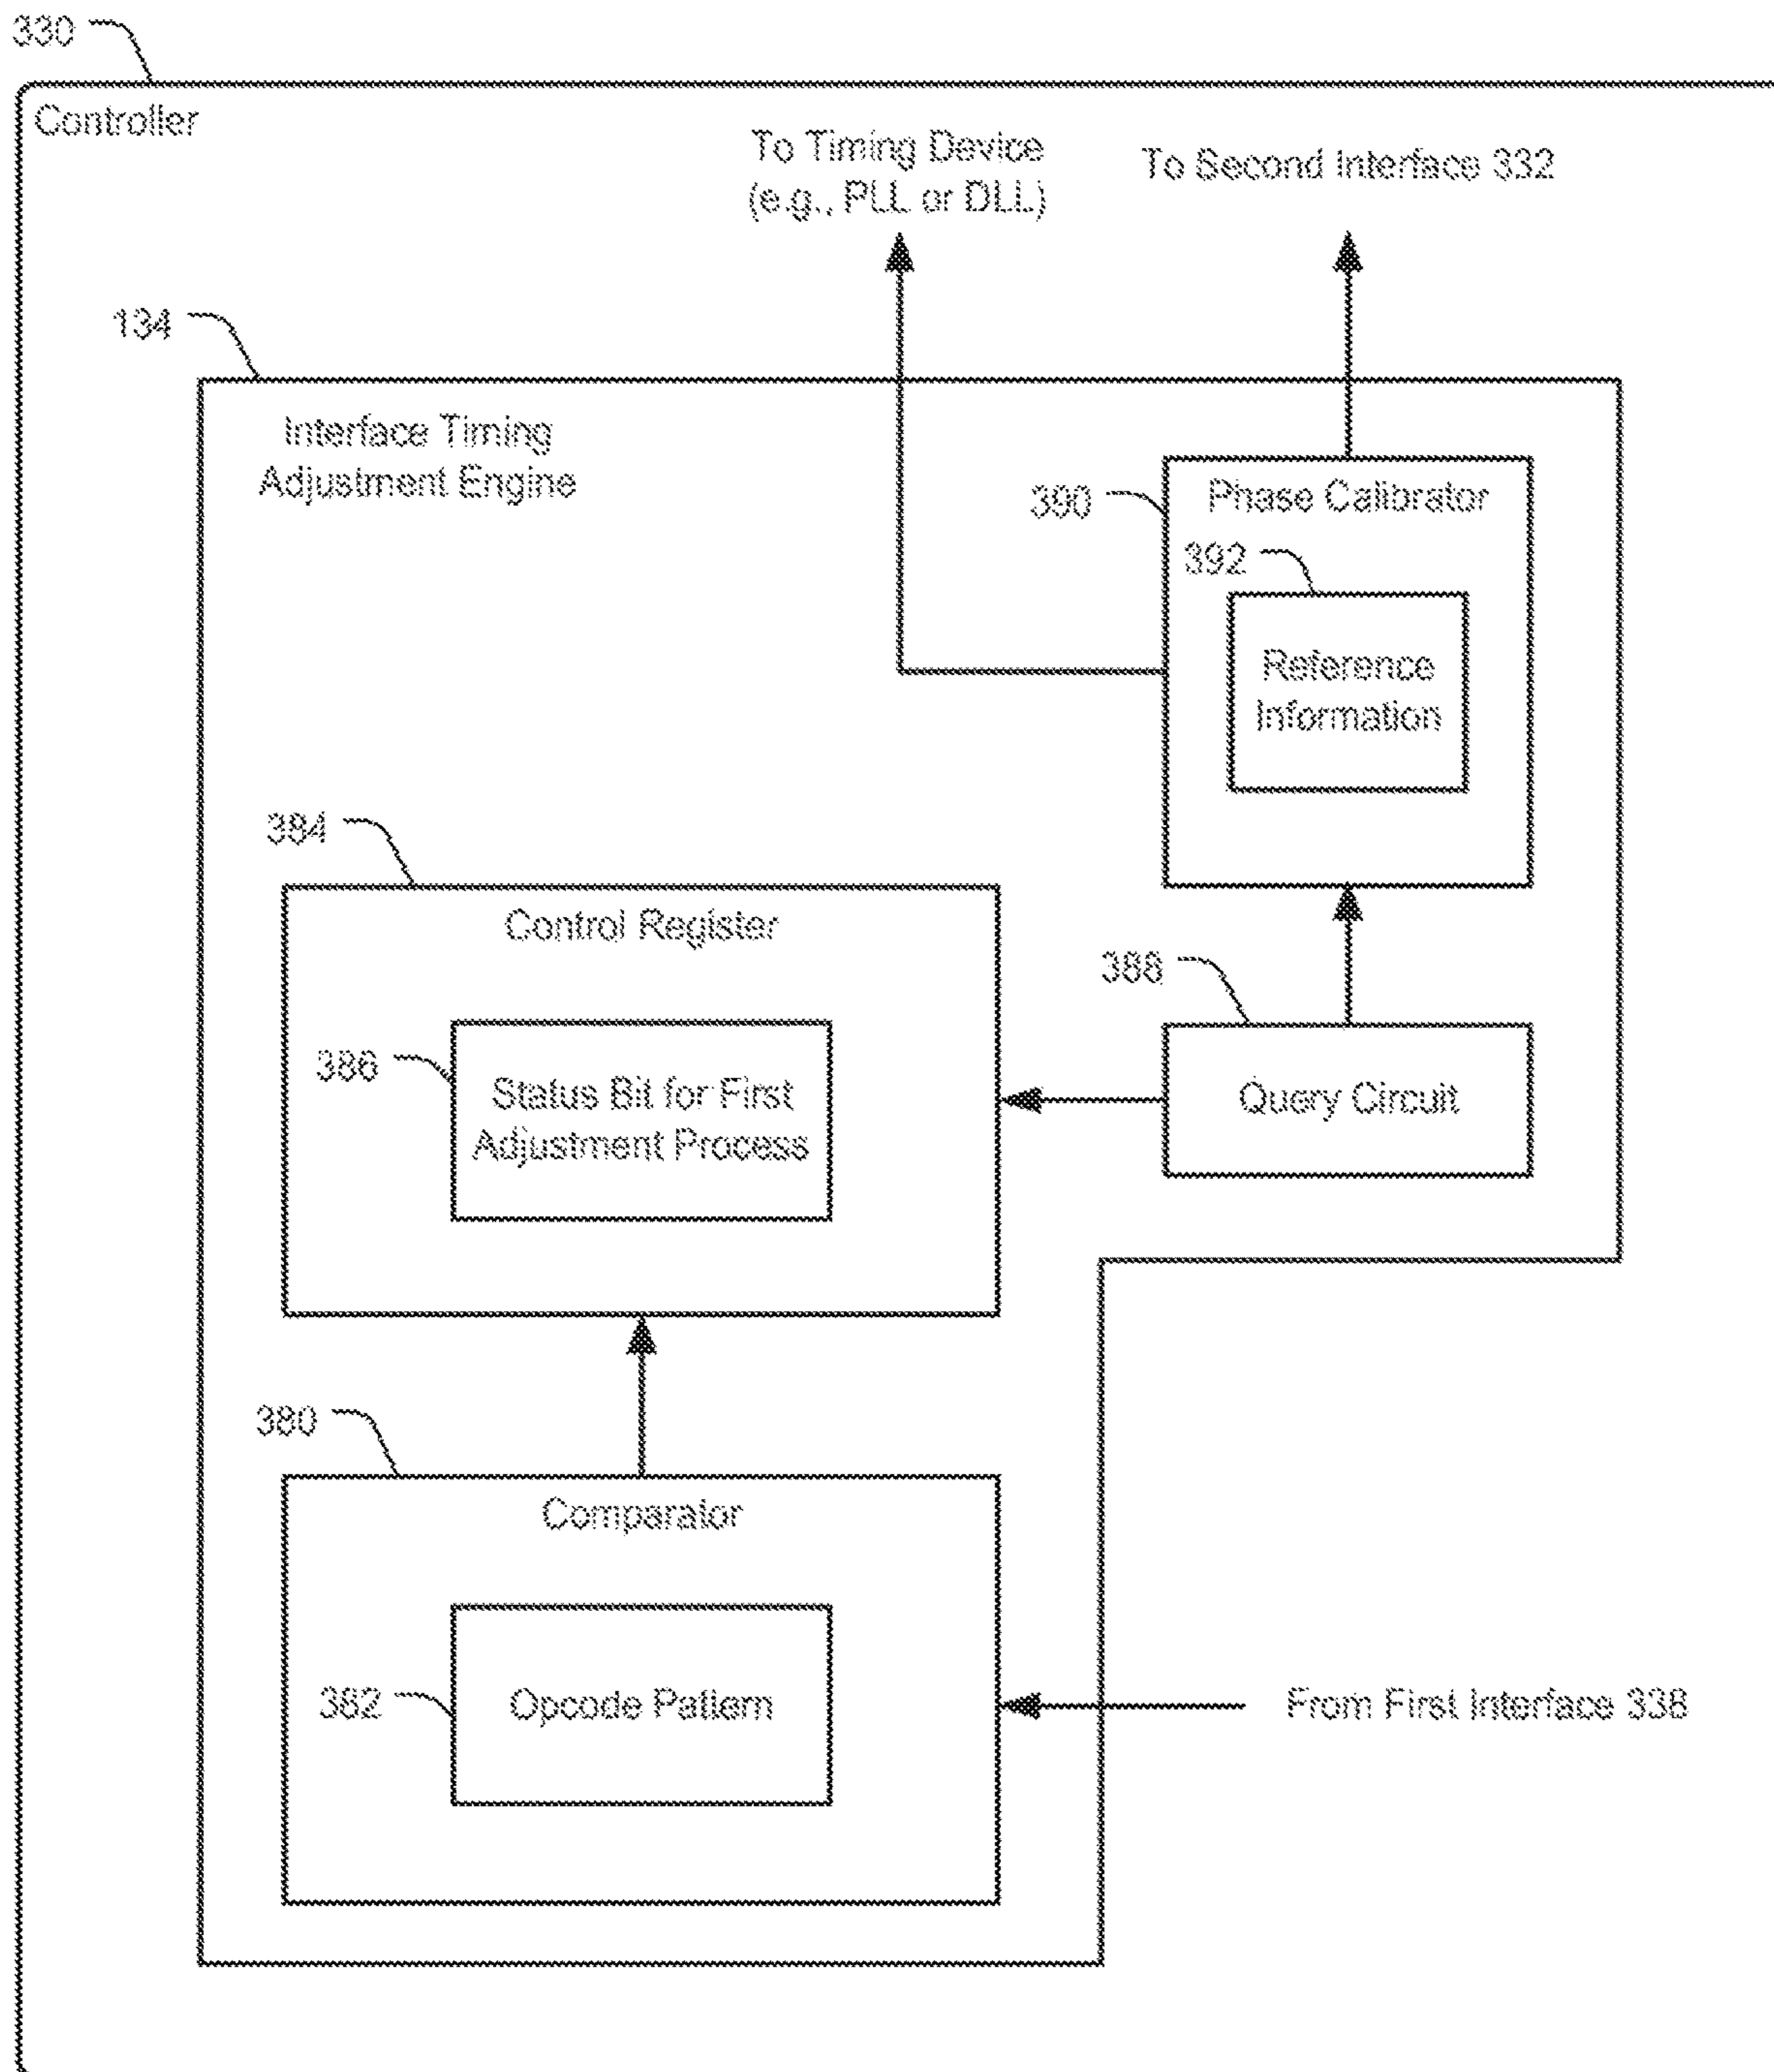 330
Controller
To Timing Device
(e.g., PLL or DLL)
To Second Interface 332
134
Interface Timing
Adjustment Engine
390
Phase Calibrator
392
Reference
Information
384
Control Register
388
386
Status Bit for First
Adjustment Process
Query Circuit
380
Comparator
382
Opcode Pattern
From First Interface 338